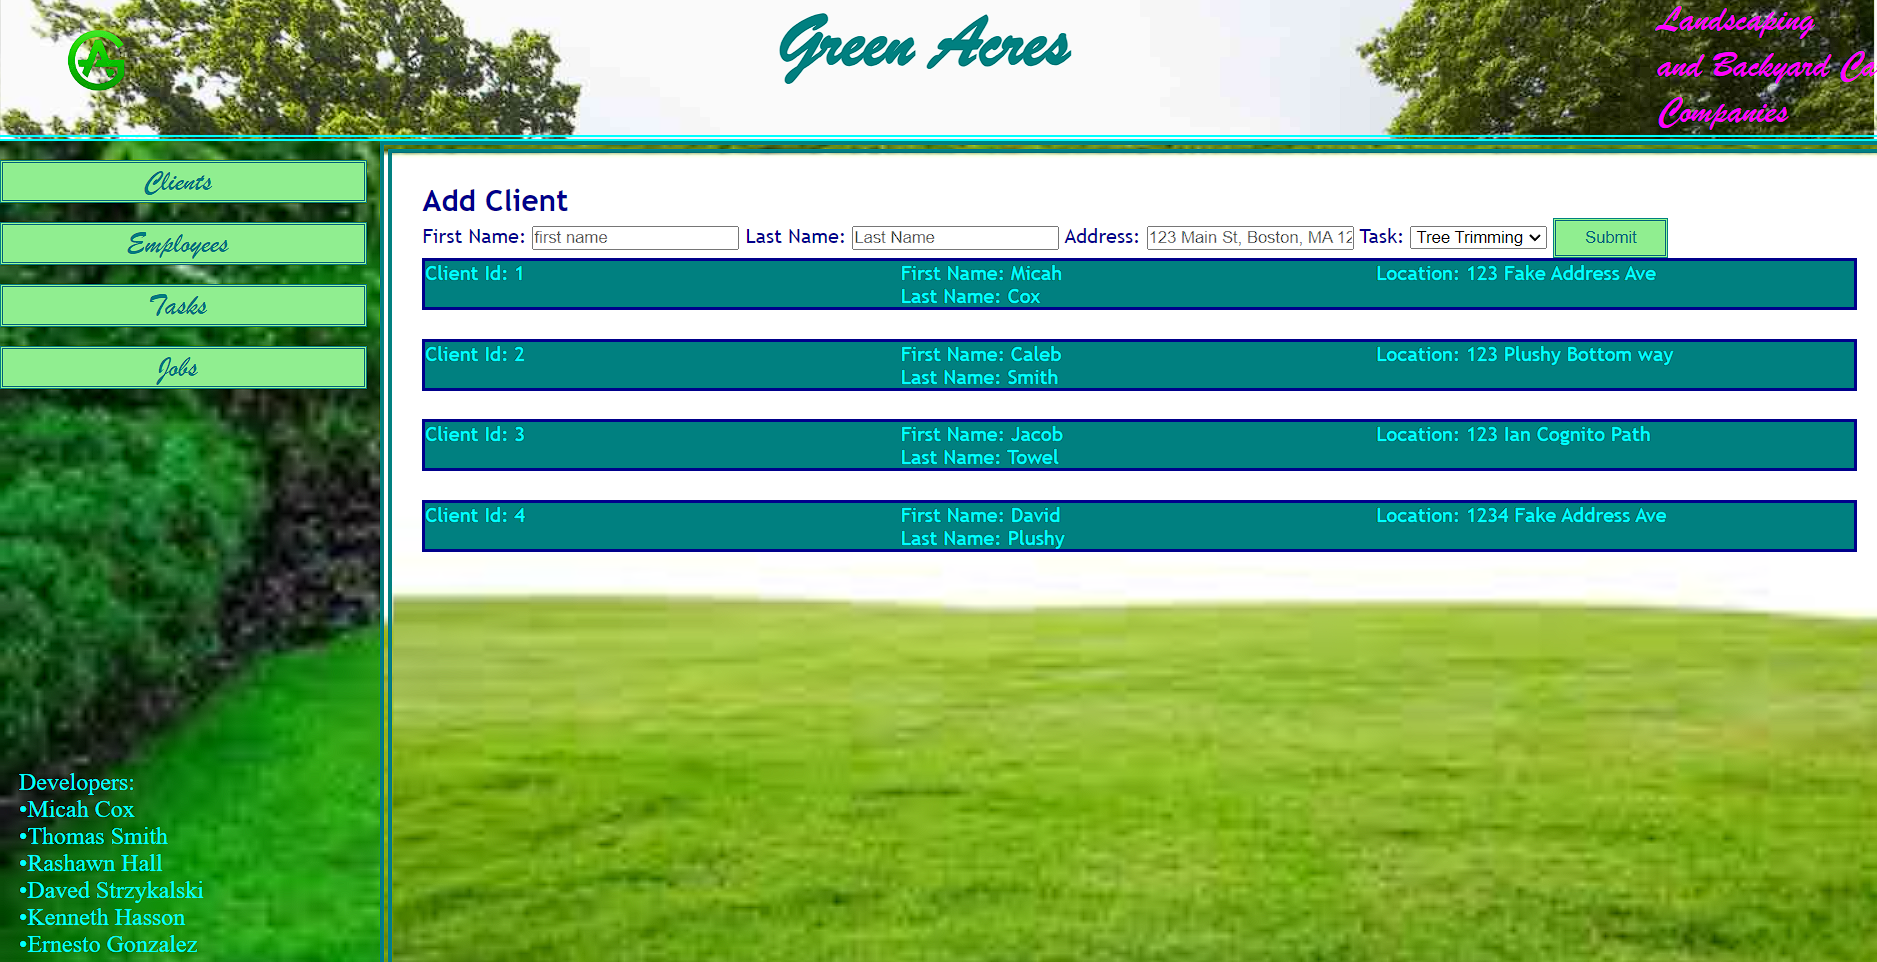 Green Acres
Landscaping
and Backyard
Companies
Clients
Employees
Tasks
Jobs
Add Client
First Name: first name Last Name: Last Name Address: 123 Main St, Boston, MA 12 Task: Tree Trimming Submit
Client Id: 1 First Name: Micah Location: 123 Fake Address Ave
Last Name: Cox
Client Id: 2 First Name: Caleb Location: 123 Plushy Bottom way
Last Name: Smith
Client Id: 3 First Name: Jacob Location: 123 Ian Cognito Path
Last Name: Towel
Client Id: 4 First Name: David Location: 1234 Fake Address Ave
Last Name: Plushy
Developers:
•Micah Cox
•Thomas Smith
•Rashawn Hall
•Daved Strzykalski
•Kenneth Hasson
•Ernesto Gonzalez